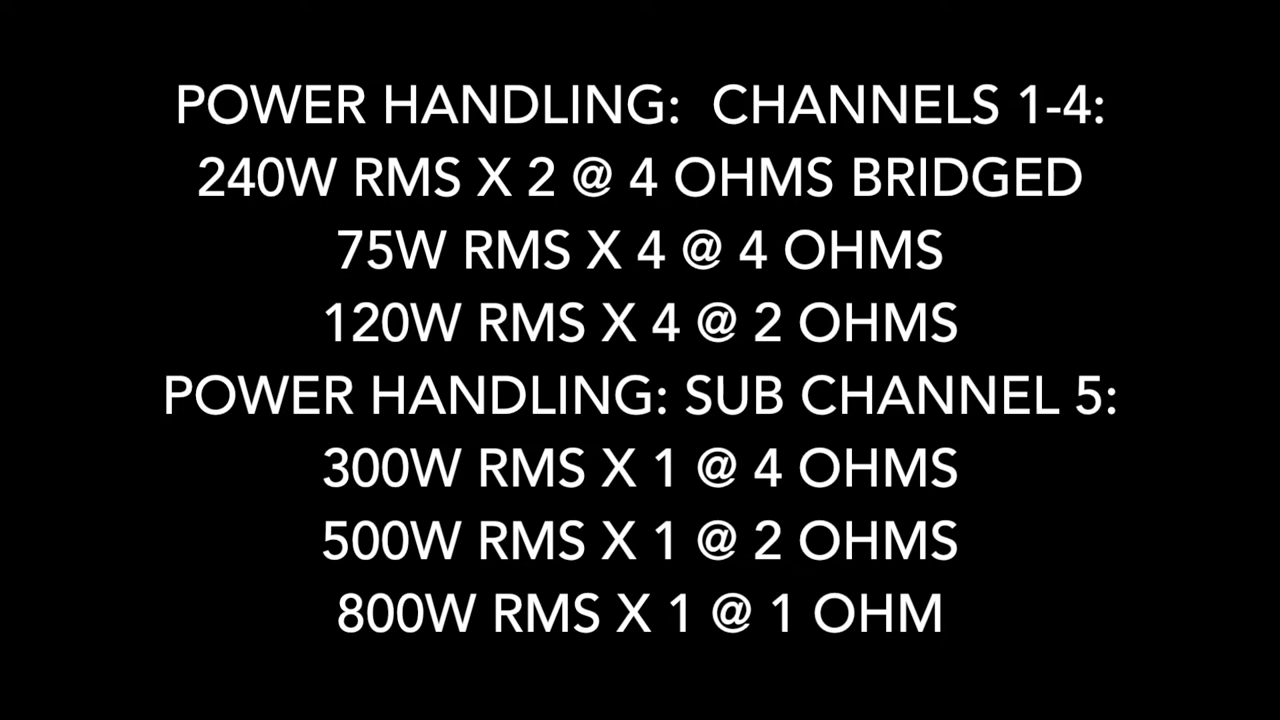 POWER HANDLING: CHANNELS 1-4:
240W RMS X 2 @ 4 OHMS BRIDGED
75W RMS X 4 @ 4 OHMS
120W RMS X 4 @ 2 OHMS
POWER HANDLING: SUB CHANNEL 5:
300W RMS X 1 @ 4 OHMS
500W RMS X 1 @ 2 OHMS
800W RMS X 1 @ 1 OHM